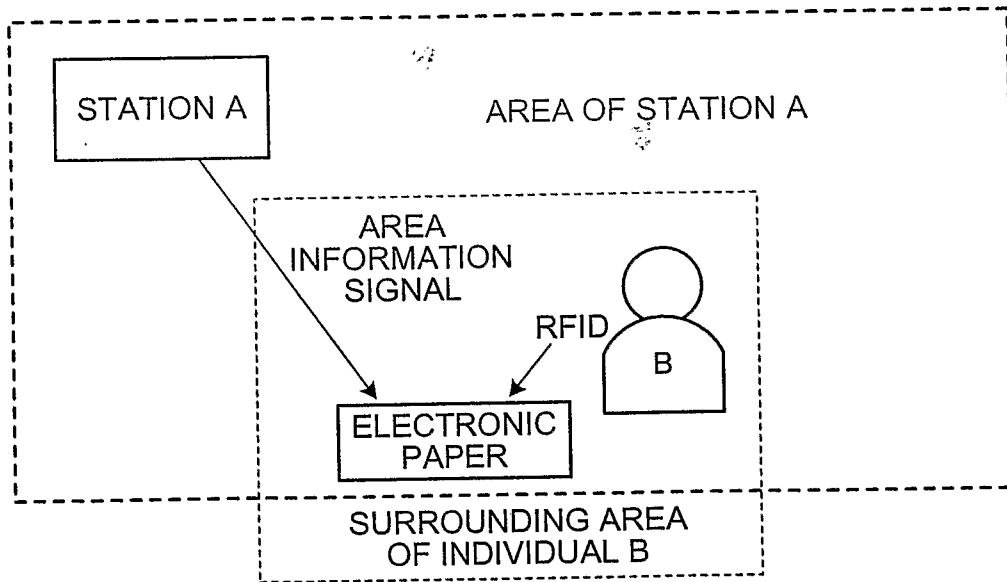 STATION A
AREA OF STATION A
AREA
INFORMATION
SIGNAL
RFID
B
ELECTRONIC
PAPER
SURROUNDING AREA
OF INDIVIDUAL B